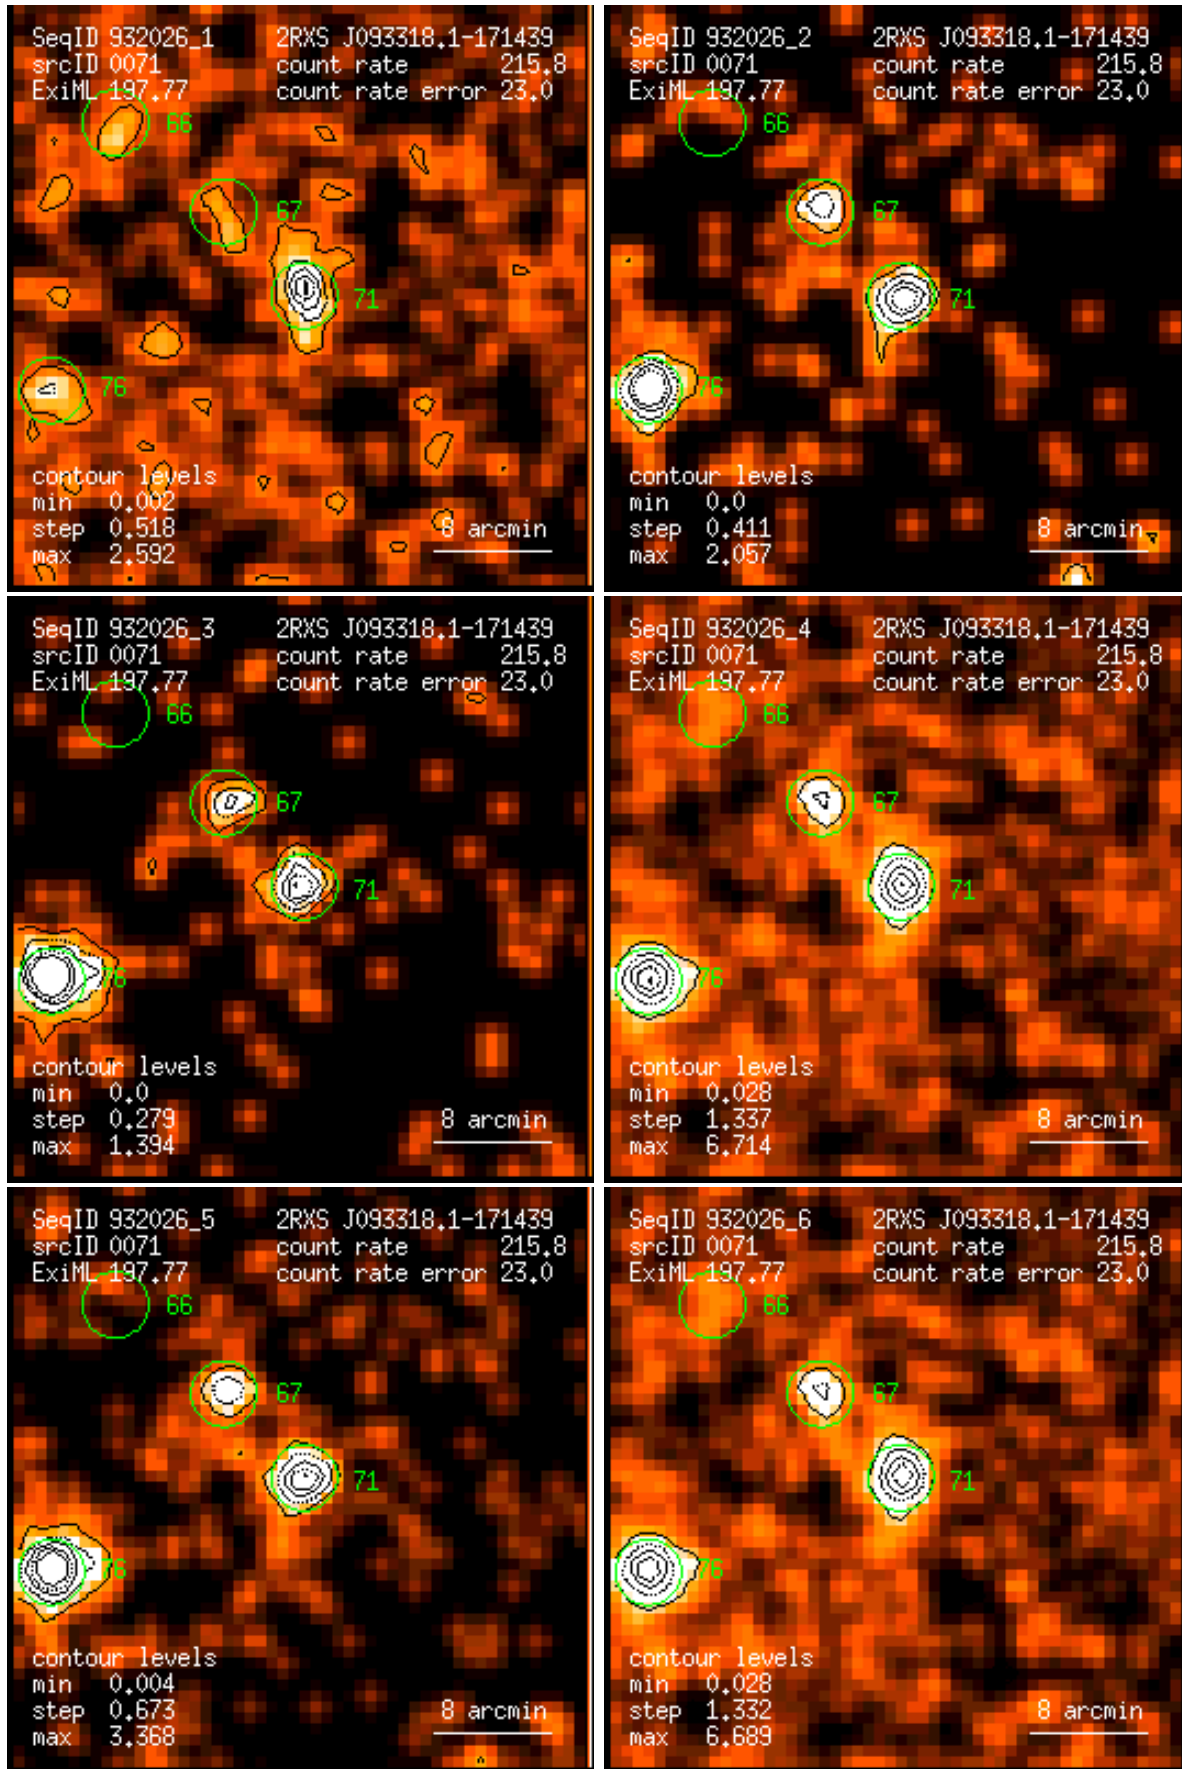 SeqID 932026_1 2RXS J093318.1-171439
srcID 0071 count rate 215.8
ExiML 197.77 count rate error 23.0
66
67
71
76
contour levels
min 0.002
step 0.518 8 arcmin
max 2.592
SeqID 932026_2 2RXS J093318.1-171439
srcID 0071 count rate 215.8
ExiML 197.77 count rate error 23.0
66
67
71
76
contour levels
min 0.0
step 0.411 8 arcmin
max 2.057
SeqID 932026_3 2RXS J093318.1-171439
srcID 0071 count rate 215.8
ExiML 197.77 count rate error 23.0
66
67
71
76
contour levels
min 0.0
step 0.279 8 arcmin
max 1.394
SeqID 932026_4 2RXS J093318.1-171439
srcID 0071 count rate 215.8
ExiML 197.77 count rate error 23.0
66
67
71
76
contour levels
min 0.028
step 1.337 8 arcmin
max 6.714
SeqID 932026_5 2RXS J093318.1-171439
srcID 0071 count rate 215.8
ExiML 197.77 count rate error 23.0
66
67
71
76
contour levels
min 0.004
step 0.673 8 arcmin
max 3.368
SeqID 932026_6 2RXS J093318.1-171439
srcID 0071 count rate 215.8
ExiML 197.77 count rate error 23.0
66
67
71
76
contour levels
min 0.028
step 1.332 8 arcmin
max 6.689